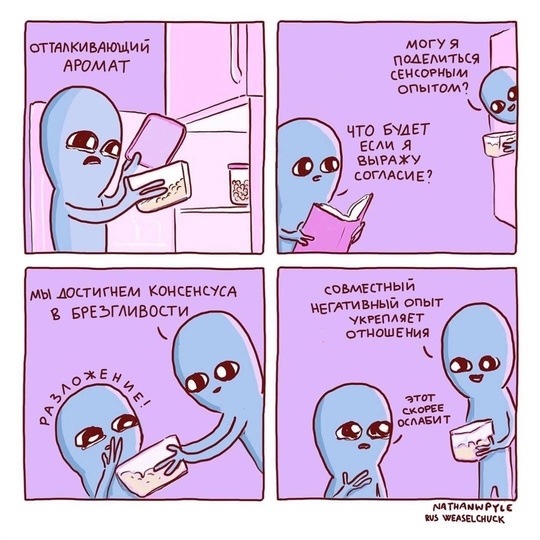 ОТТАЛКИВАЮЩИЙ
АРОМАТ
МОГУ Я
ПОДЕЛИТЬСЯ
СЕНСОРНЫМ
ОПЫТОМ?
ЧТО БУДЕТ
ЕСЛИ Я
ВЫРАЖУ
СОГЛАСИЕ?
МЫ ДОСТИГНЕМ КОНСЕНСУСА
В БРЕЗГЛИВОСТИ
РАЗЛОЖЕНИЕ!
СОВМЕСТНЫЙ
НЕГАТИВНЫЙ ОПЫТ
УКРЕПЛЯЕТ
ОТНОШЕНИЯ
ЭТОТ
СКОРЕЕ
ОСЛАБИТ
NATHANWPYLE
RUS WEASELCHUCK